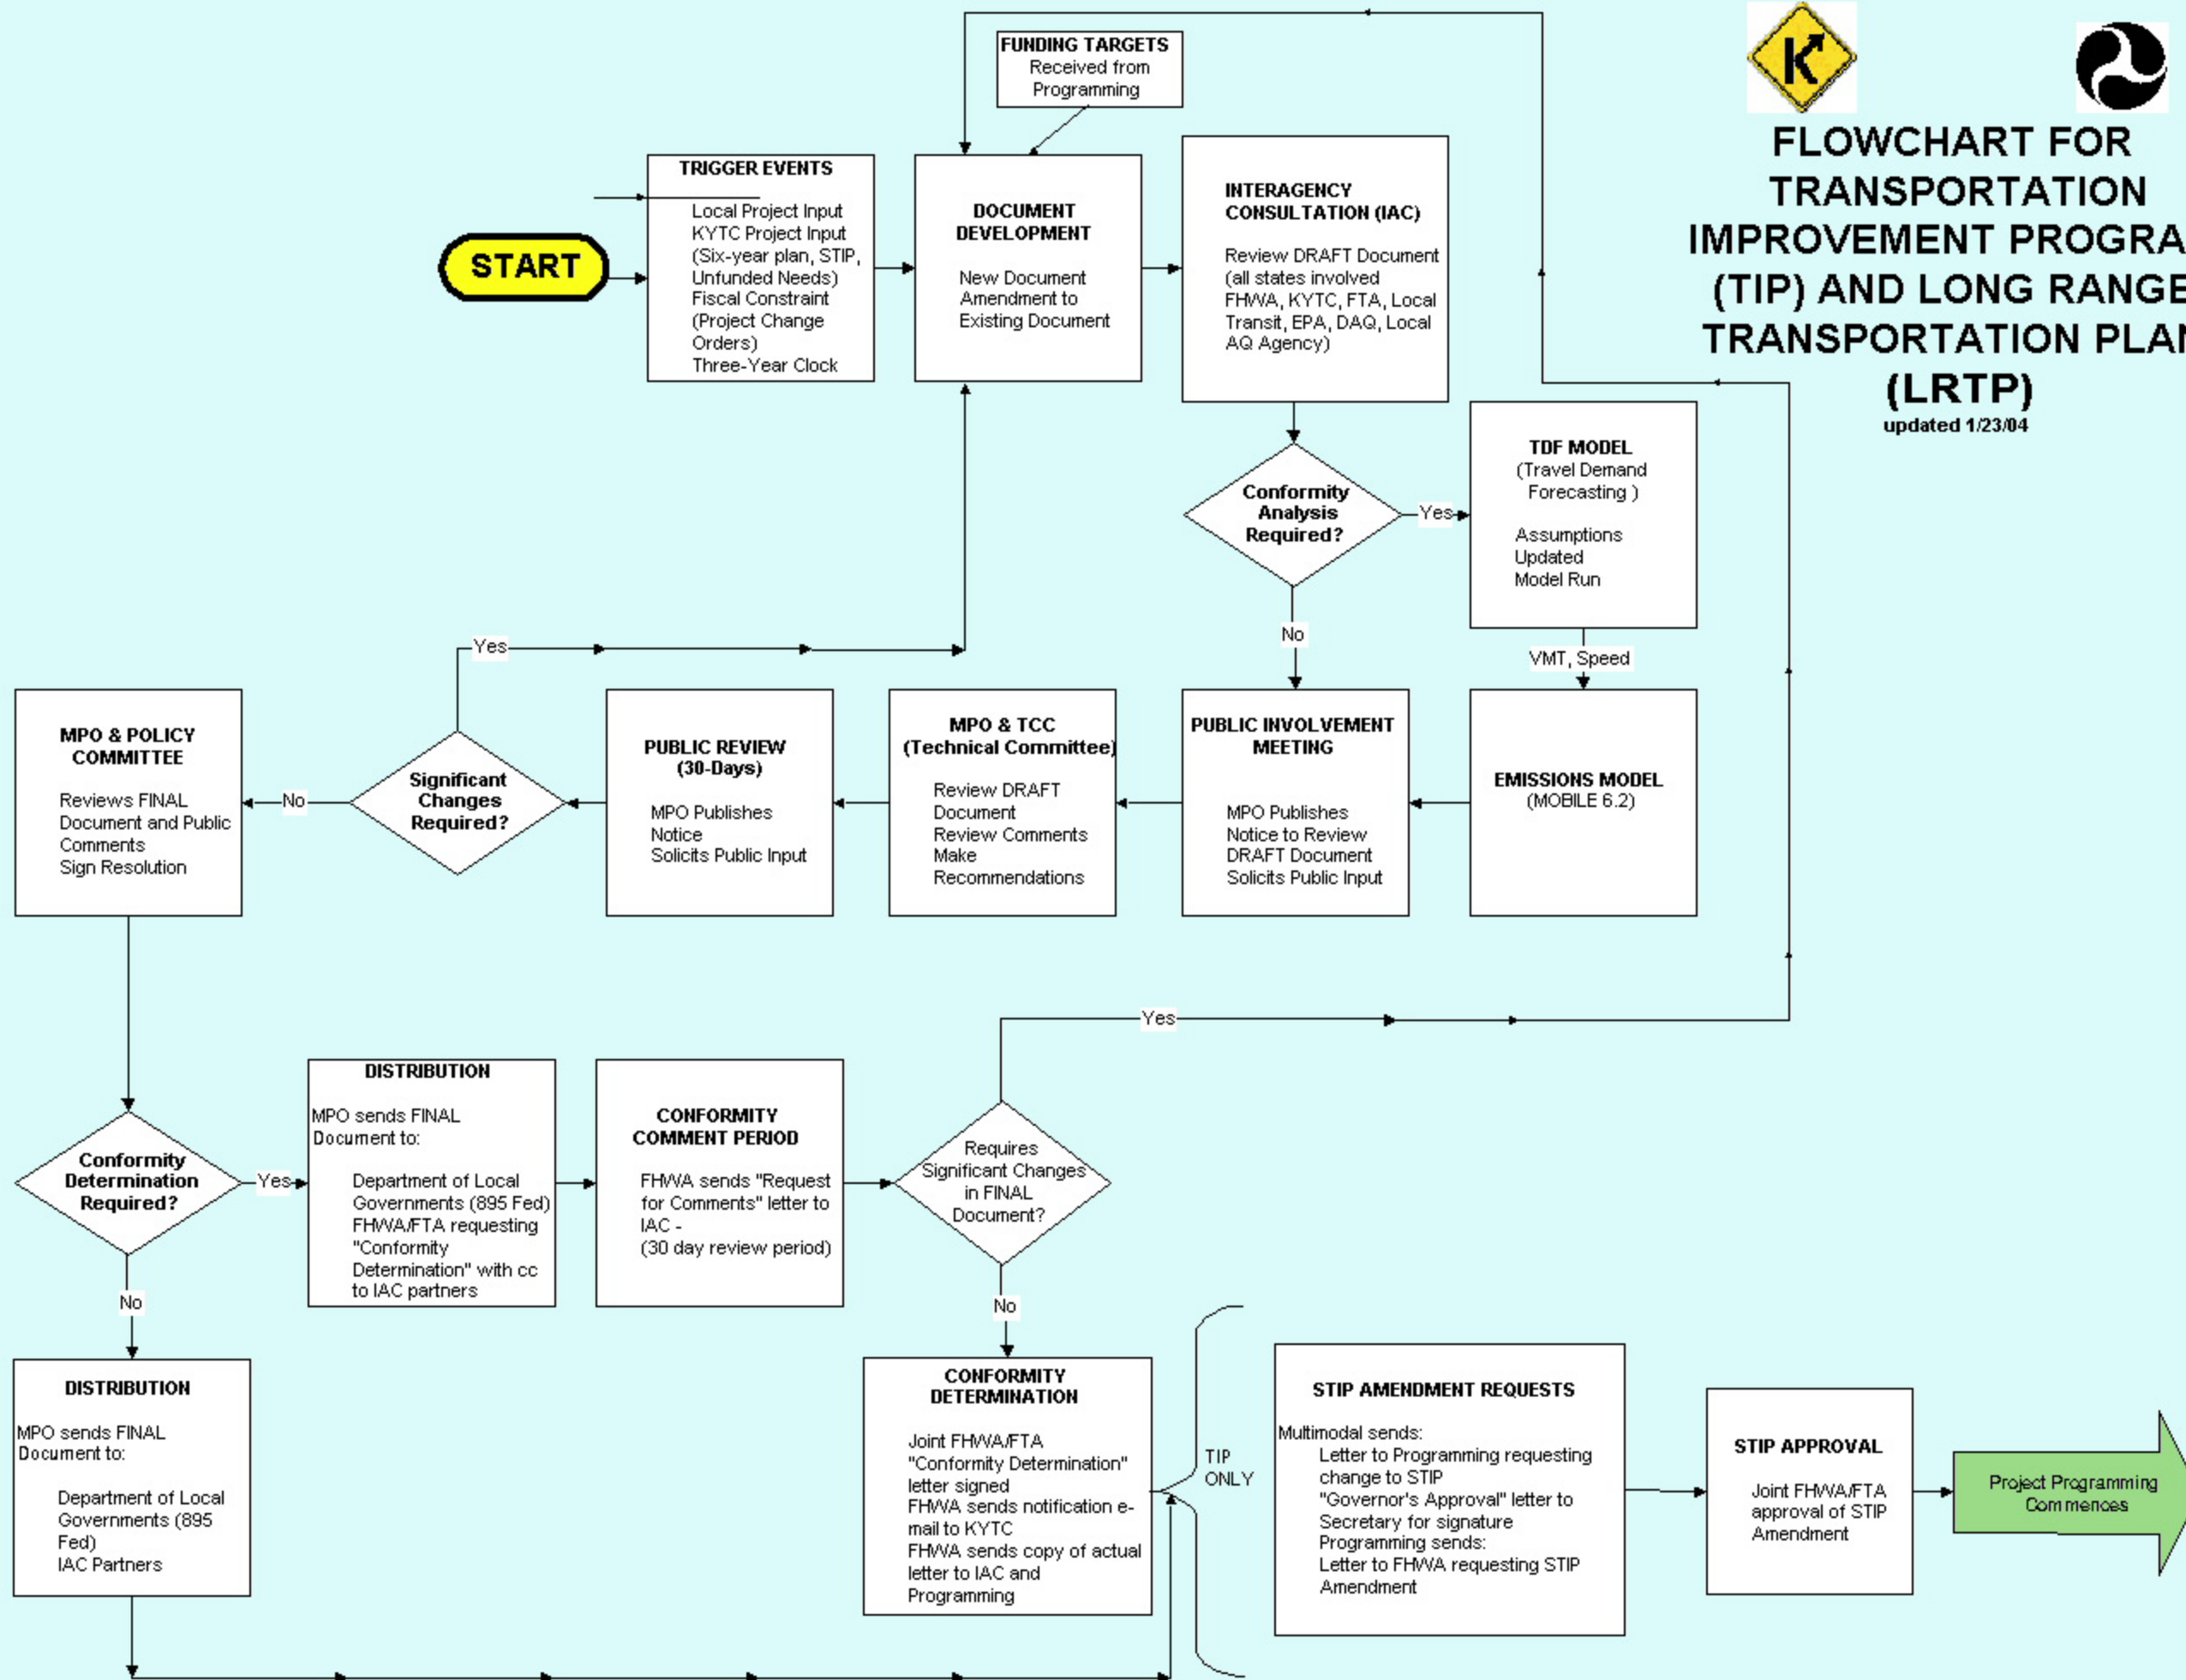 FLOWCHART FOR
TRANSPORTATION
IMPROVEMENT PROGRA
(TIP) AND LONG RANGE
TRANSPORTATION PLAN
(LRTP)
updated 1/23/04
FUNDING TARGETS
Received from
Programming
START
TRIGGER EVENTS
Local Project Input
KYTC Project Input
(Six-year plan, STIP,
Unfunded Needs)
Fiscal Constraint
(Project Change
Orders)
Three-Year Clock
DOCUMENT
DEVELOPMENT
New Document
Amendment to
Existing Document
INTERAGENCY
CONSULTATION (IAC)
Review DRAFT Document
(all states involved
FHWA, KYTC, FTA, Local
Transit, EPA, DAQ, Local
AQ Agency)
Conformity
Analysis
Required?
Yes
No
TDF MODEL
(Travel Demand
Forecasting )
Assumptions
Updated
Model Run
VMT, Speed
EMISSIONS MODEL
(MOBILE 6.2)
PUBLIC INVOLVEMENT
MEETING
MPO Publishes
Notice to Review
DRAFT Document
Solicits Public Input
MPO & TCC
(Technical Committee)
Review DRAFT
Document
Review Comments
Make
Recommendations
PUBLIC REVIEW
(30-Days)
MPO Publishes
Notice
Solicits Public Input
Significant
Changes
Required?
Yes
No
MPO & POLICY
COMMITTEE
Reviews FINAL
Document and Public
Comments
Sign Resolution
Conformity
Determination
Required?
Yes
No
DISTRIBUTION
MPO sends FINAL
Document to:
Department of Local
Governments (895 Fed)
FHWA/FTA requesting
"Conformity
Determination" with cc
to IAC partners
CONFORMITY
COMMENT PERIOD
FHWA sends "Request
for Comments" letter to
IAC -
(30 day review period)
Requires
Significant Changes
in FINAL
Document?
Yes
No
DISTRIBUTION
MPO sends FINAL
Document to:
Department of Local
Governments (895
Fed)
IAC Partners
CONFORMITY
DETERMINATION
Joint FHWA/FTA
"Conformity Determination"
letter signed
FHWA sends notification e-
mail to KYTC
FHWA sends copy of actual
letter to IAC and
Programming
TIP
ONLY
STIP AMENDMENT REQUESTS
Multimodal sends:
Letter to Programming requesting
change to STIP
"Governor's Approval" letter to
Secretary for signature
Programming sends:
Letter to FHWA requesting STIP
Amendment
STIP APPROVAL
Joint FHWA/FTA
approval of STIP
Amendment
Project Programming
Commences